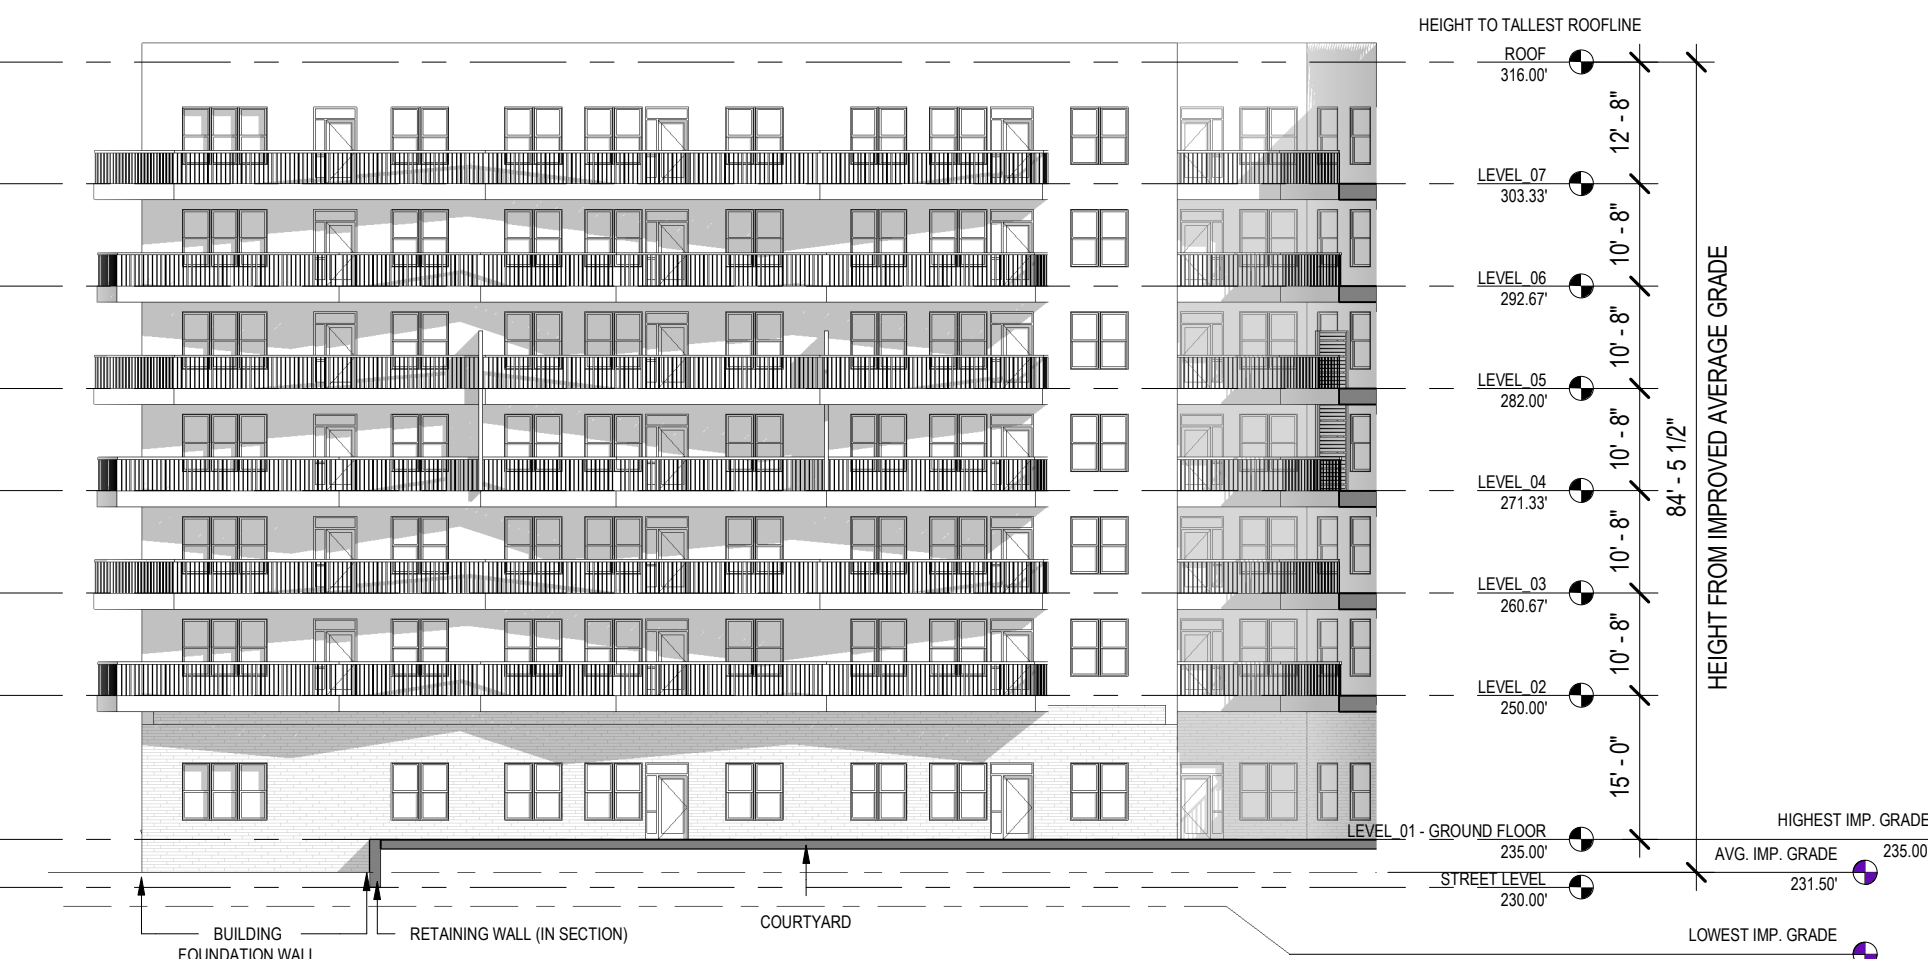 HEIGHT TO TALLEST ROOFLINE
ROOF
316.00'
12' - 8"
LEVEL_07
303.33'
10' - 8"
LEVEL_06
292.67'
10' - 8"
LEVEL_05
282.00'
10' - 8"
LEVEL_04
271.33'
10' - 8"
LEVEL_03
260.67'
10' - 8"
LEVEL_02
250.00'
15' - 0"
LEVEL_01 - GROUND FLOOR
235.00'
STREET LEVEL
230.00'
84' - 5 1/2"
HEIGHT FROM IMPROVED AVERAGE GRADE
HIGHEST IMP. GRADE
235.00
AVG. IMP. GRADE
231.50'
LOWEST IMP. GRADE
BUILDING
FOUNDATION WALL
RETAINING WALL (IN SECTION)
COURTYARD